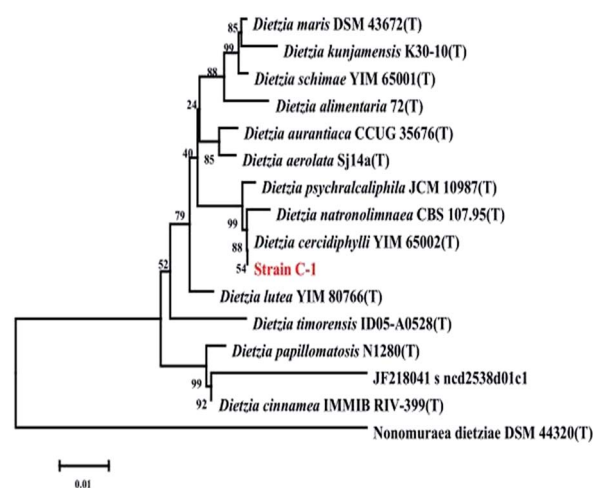 85
Dietzia maris DSM 43672(T)
99
Dietzia kunjamensis K30-10(T)
88
Dietzia schimae YIM 65001(T)
24
Dietzia alimentaria 72(T)
Dietzia aurantiaca CCUG 35676(T)
40
85
Dietzia aerolata Sj14a(T)
Dietzia psychralcaliphila JCM 10987(T)
79
99
Dietzia natronolimnaea CBS 107.95(T)
88
Dietzia cercidiphylli YIM 65002(T)
52
54
Strain C-1
Dietzia lutea YIM 80766(T)
Dietzia timorensis ID05-A0528(T)
Dietzia papillomatosis N1280(T)
99
JF218041 s ncd2538d01c1
92
Dietzia cinnamea IMMIB RIV-399(T)
Nonomuraea dietziae DSM 44320(T)
0.01